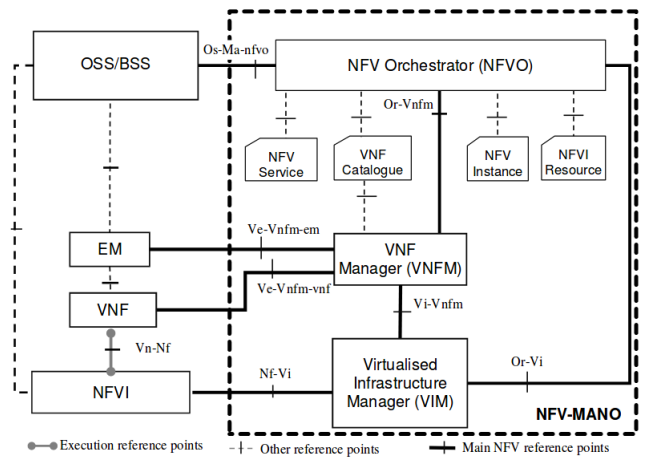 Os-Ma-nfvo
OSS/BSS
NFV Orchestrator (NFVO)
Or-Vnfm
NFV
Service
VNF
Catalogue
NFV
Instance
NFVI
Resource
Ve-Vnfm-em
EM
VNF
Manager (VNFM)
Ve-Vnfm-vnf
VNF
Vi-Vnfm
Vn-Nf
Virtualised
Infrastructure
Manager (VIM)
Nf-Vi
Or-Vi
NFVI
NFV-MANO
Execution reference points
Other reference points
Main NFV reference points